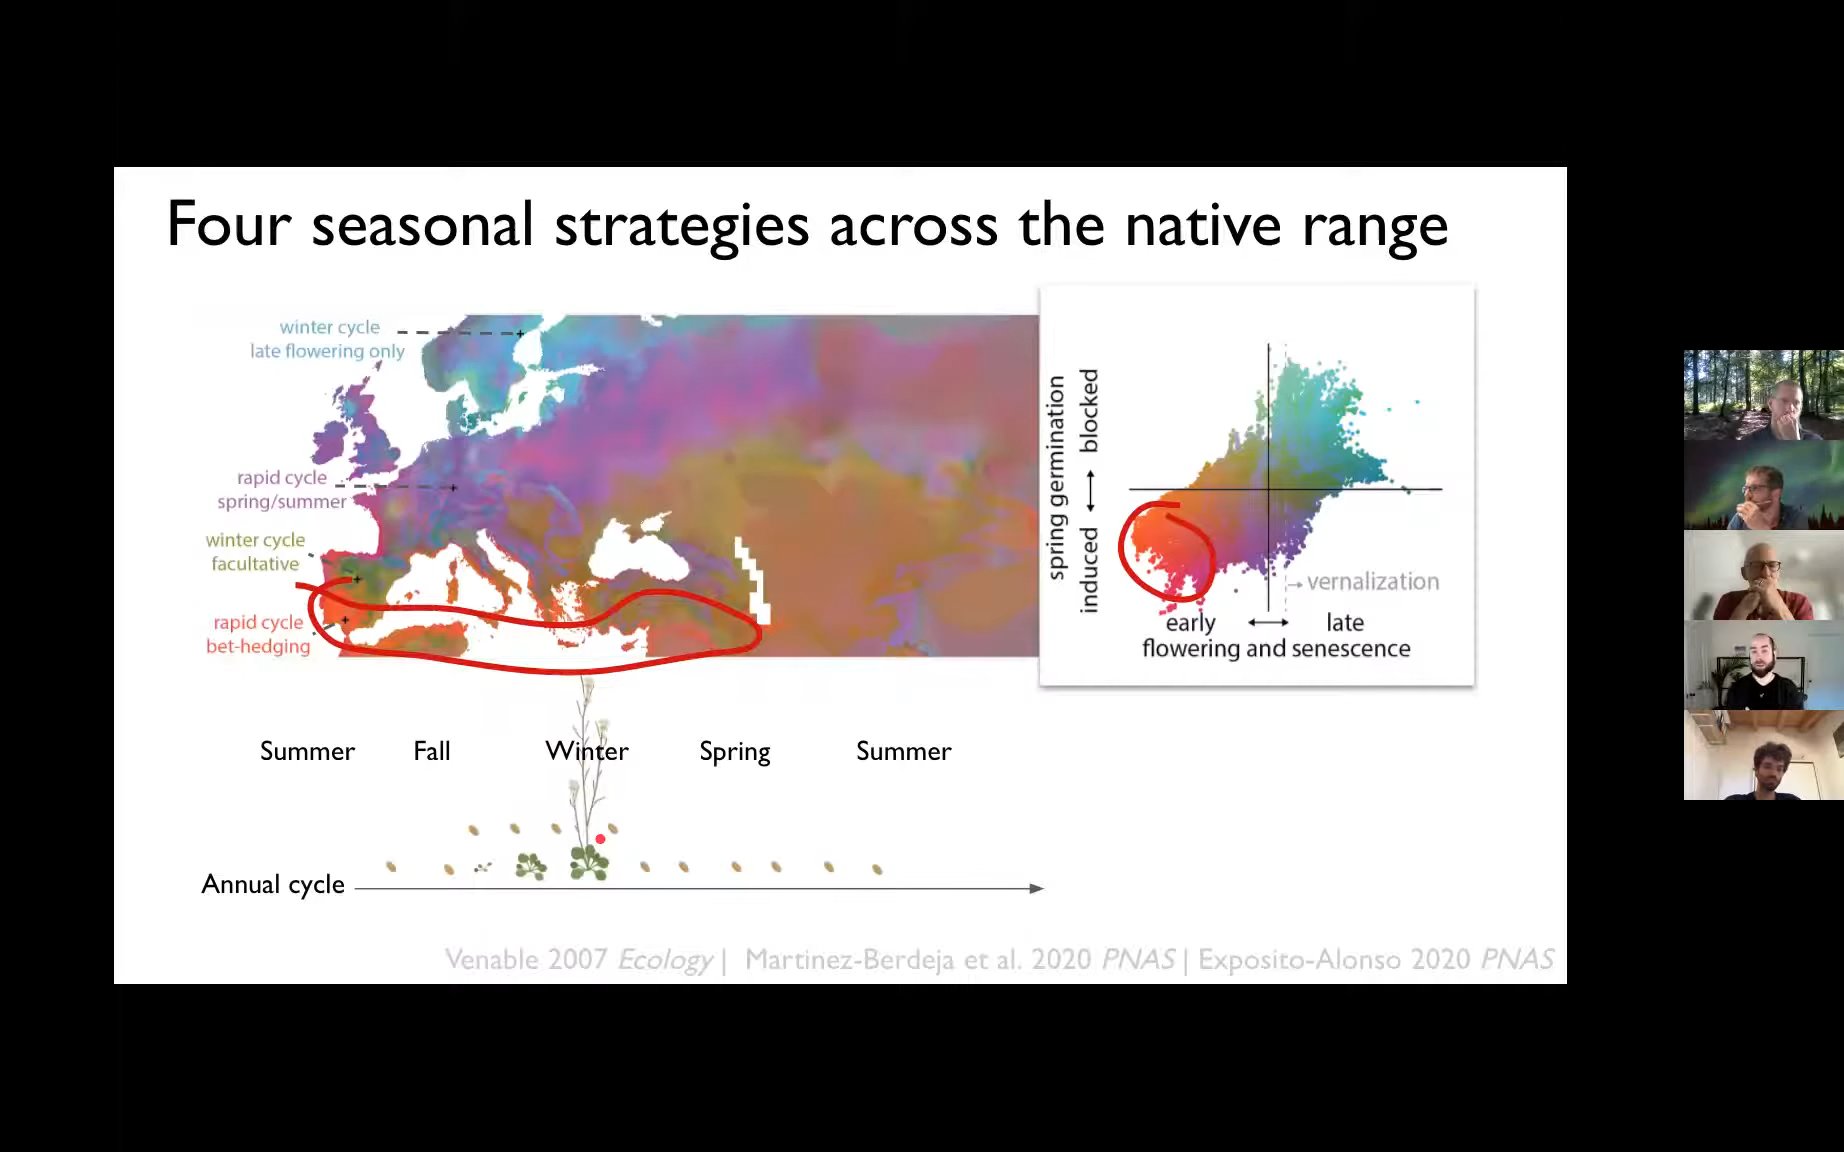 Four seasonal strategies across the native range
winter cycle
late flowering only
rapid cycle
spring/summer
winter cycle
facultative
rapid cycle
bet-hedging
spring germination
induced blocked
vernalization
early late
flowering and senescence
Summer Fall Winter Spring Summer
Annual cycle
Venable 2007 Ecology | Martinez-Berdeja et al. 2020 PNAS | Exposito-Alonso 2020 PNAS